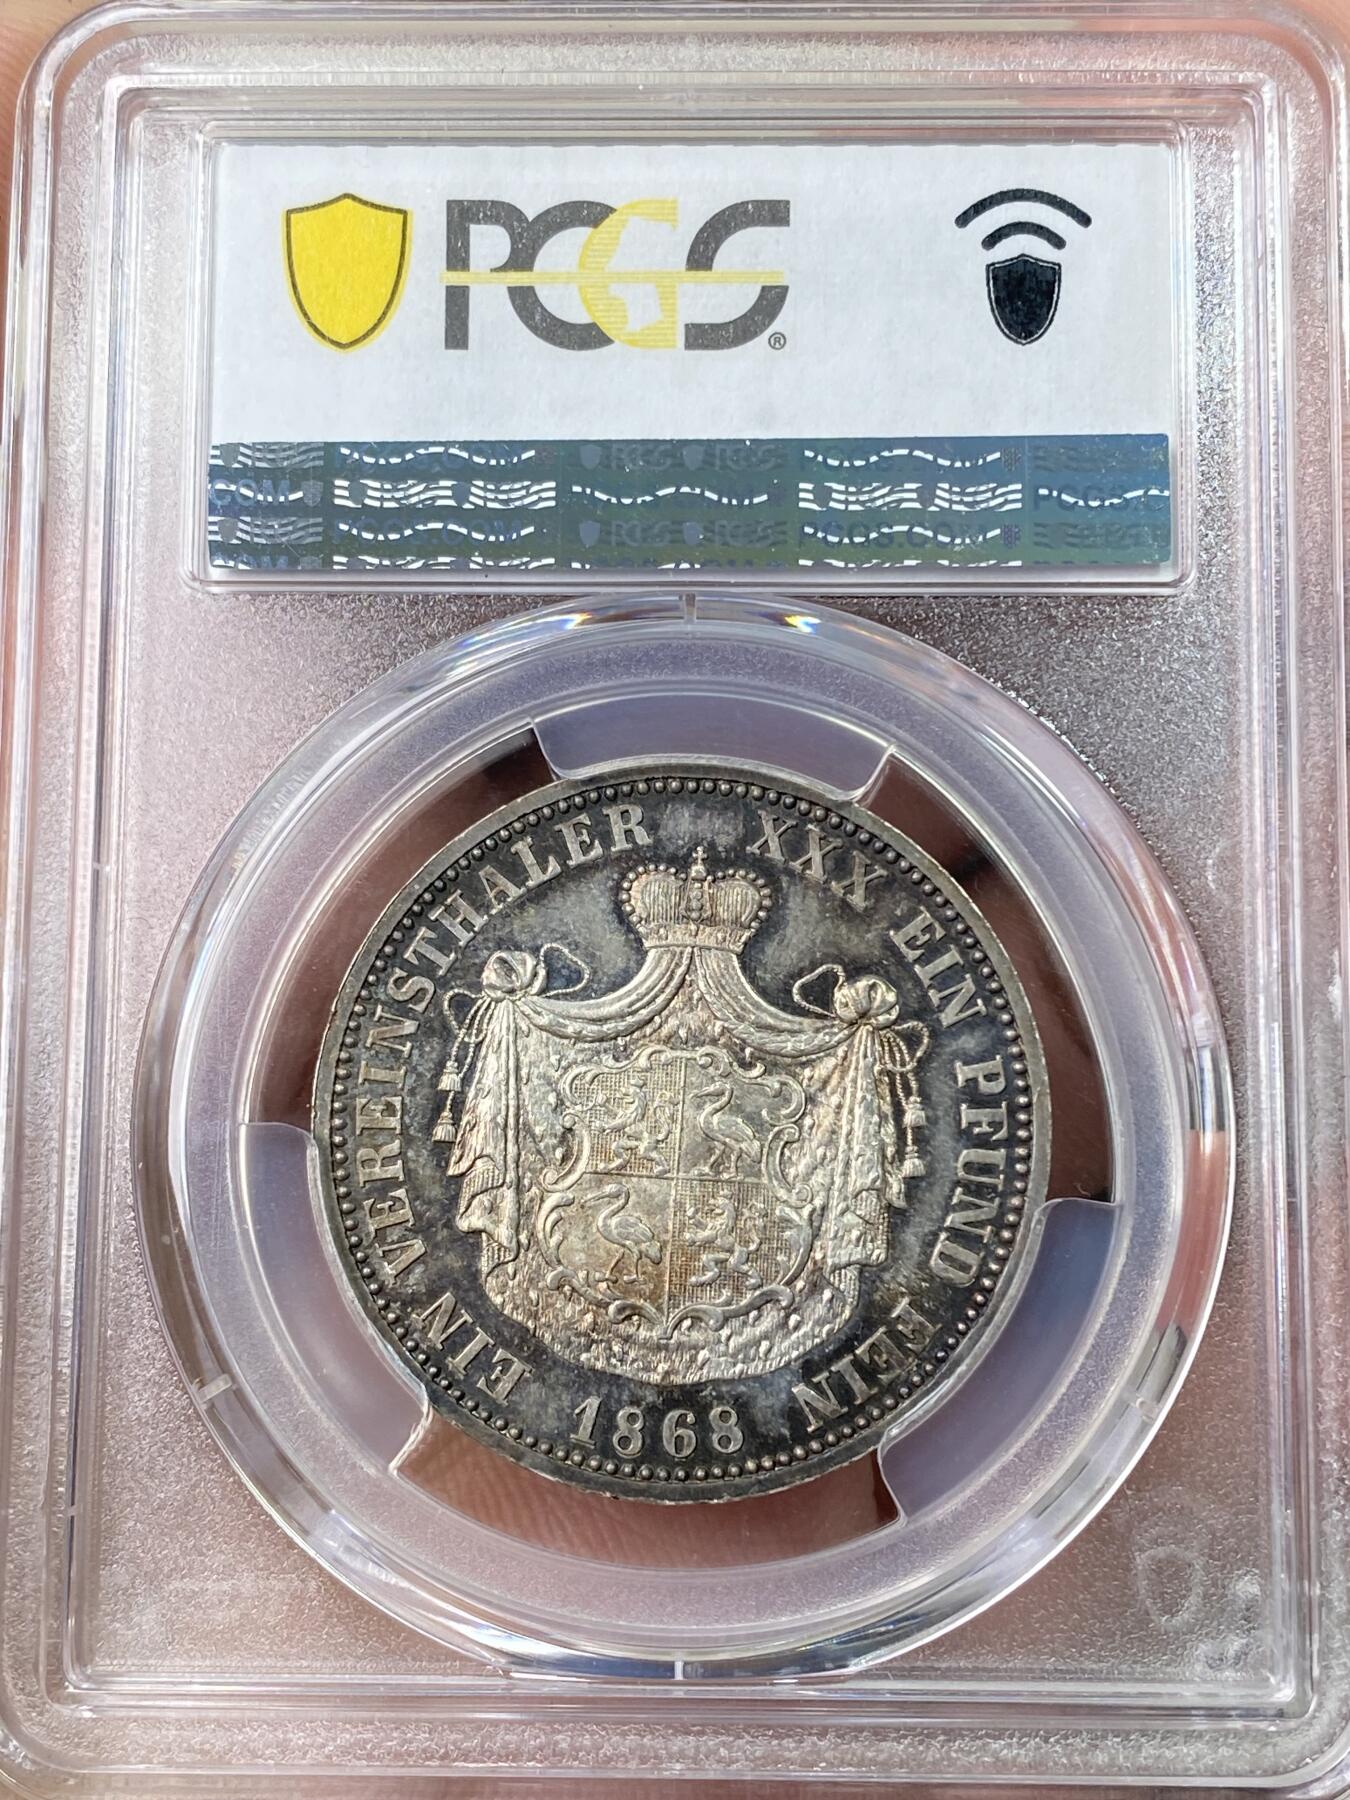 PCGS®
PCGS.COM
EIN VEREINSTHALER XXX EIN PFUND FEIN
1868